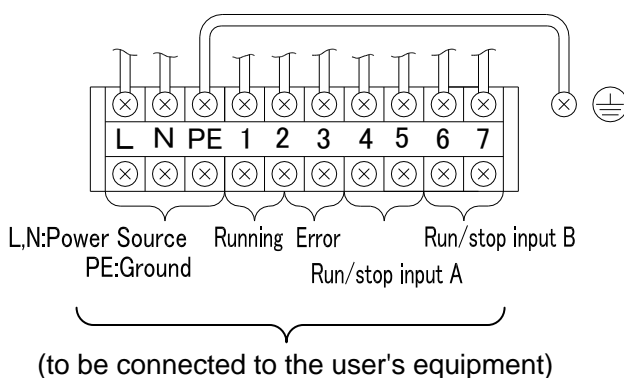 L N PE 1 2 3 4 5 6 7
L,N:Power Source Running Error Run/stop input B
PE:Ground Run/stop input A
(to be connected to the user's equipment)